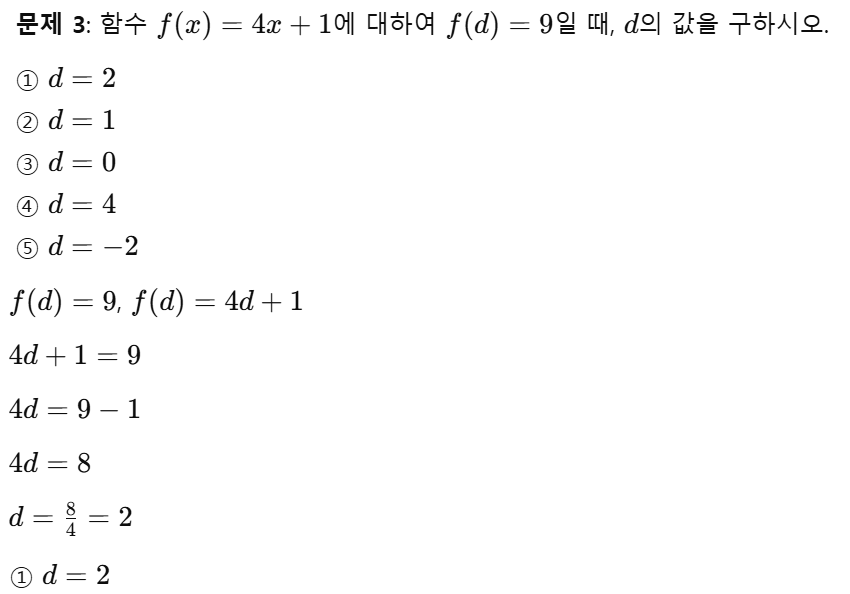 문제 3: 함수 f(x) = 4x + 1에 대하여 f(d) = 9일 때, d의 값을 구하시오.
① d = 2
② d = 1
③ d = 0
④ d = 4
⑤ d = −2
f(d) = 9, f(d) = 4d + 1
4d + 1 = 9
4d = 9 − 1
4d = 8
d = 8/4 = 2
① d = 2